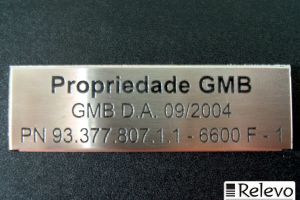 Propriedade GMB
GMB D.A. 09/2004
PN 93.377.807.1.1 - 6600 F - 1
Relevo